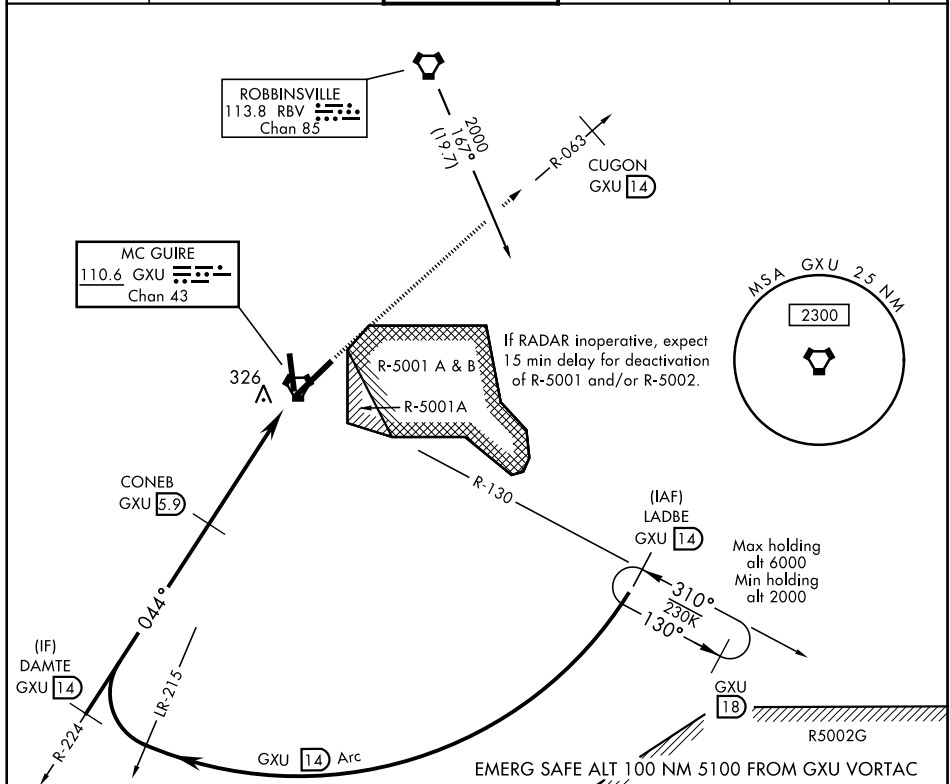 ROBBINSVILLE
113.8 RBV
Chan 85
2000
167°
(19.7)
R-063
CUGON
GXU 14
MC GUIRE
110.6 GXU
Chan 43
MSA GXU 25 NM
2300
326
R-5001 A & B
R-5001A
If RADAR inoperative, expect
15 min delay for deactivation
of R-5001 and/or R-5002.
CONEB
GXU 5.9
R-130
(IAF)
LADBE
GXU 14
Max holding
alt 6000
Min holding
alt 2000
310°
230K
130°
044°
(IF)
DAMTE
GXU 14
LR-215
R-224
GXU 14 Arc
GXU
18
R5002G
EMERG SAFE ALT 100 NM 5100 FROM GXU VORTAC